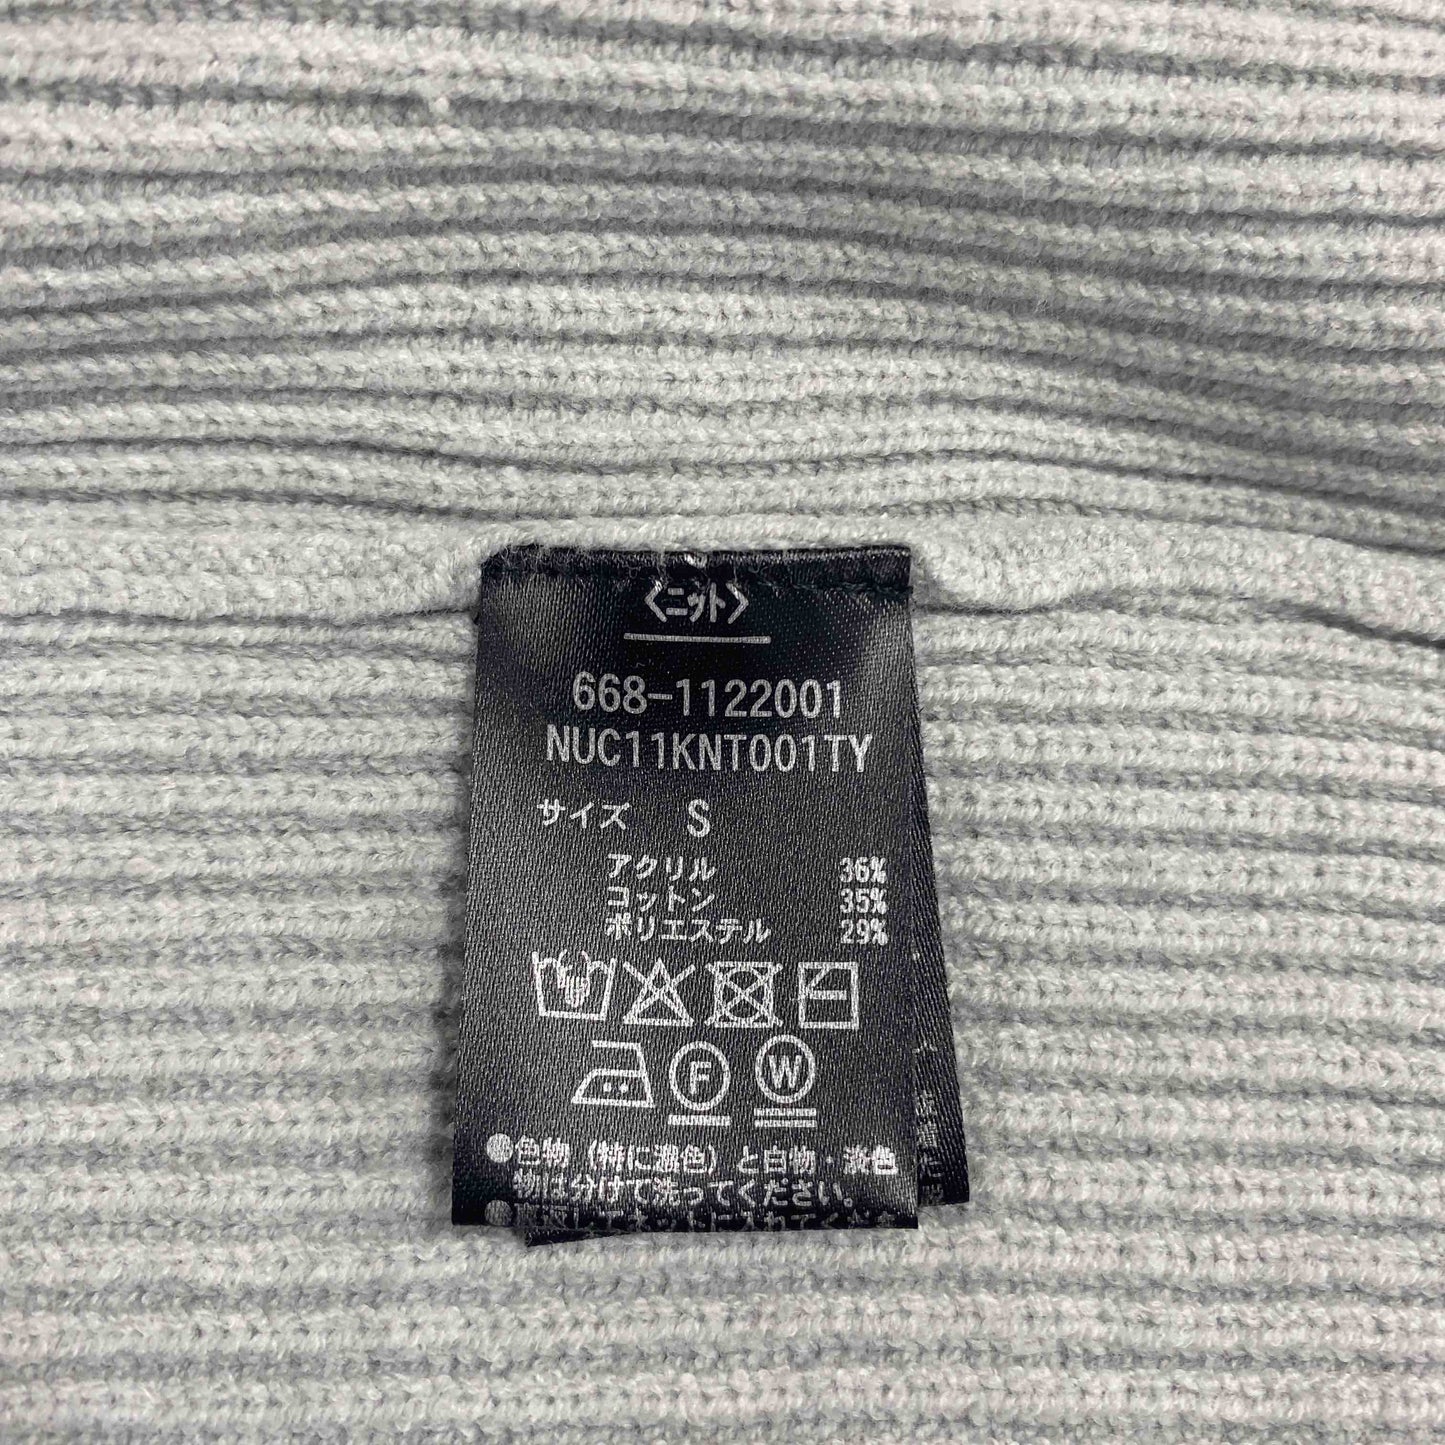 〈ニット〉
668-1122001
NUC11KNT001TY
サイズ S
アクリル 36%
コットン 35%
ポリエステル 29%
F W
●色物(特に濃色)と白物・淡色
物は分けて洗ってください。